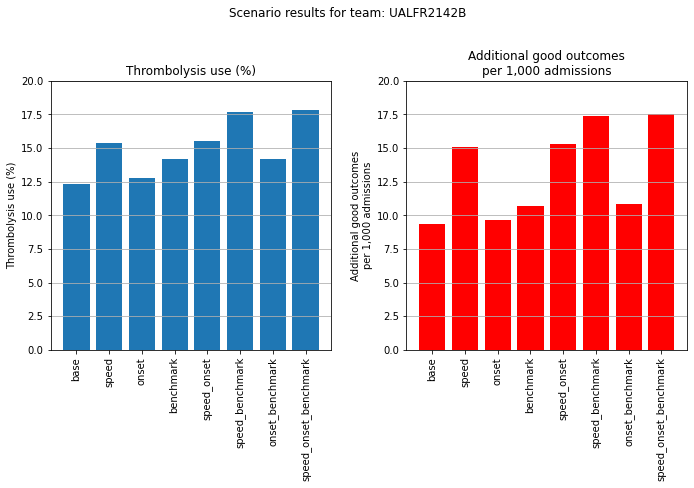 Scenario results for team: UALFR2142B
Thrombolysis use (%)
Thrombolysis use (%)
20.0
17.5
15.0
12.5
10.0
7.5
5.0
2.5
0.0
base
speed
onset
benchmark
speed_onset
speed_benchmark
onset_benchmark
speed_onset_benchmark
Additional good outcomes
per 1,000 admissions
Additional good outcomes
per 1,000 admissions
20.0
17.5
15.0
12.5
10.0
7.5
5.0
2.5
0.0
base
speed
onset
benchmark
speed_onset
speed_benchmark
onset_benchmark
speed_onset_benchmark